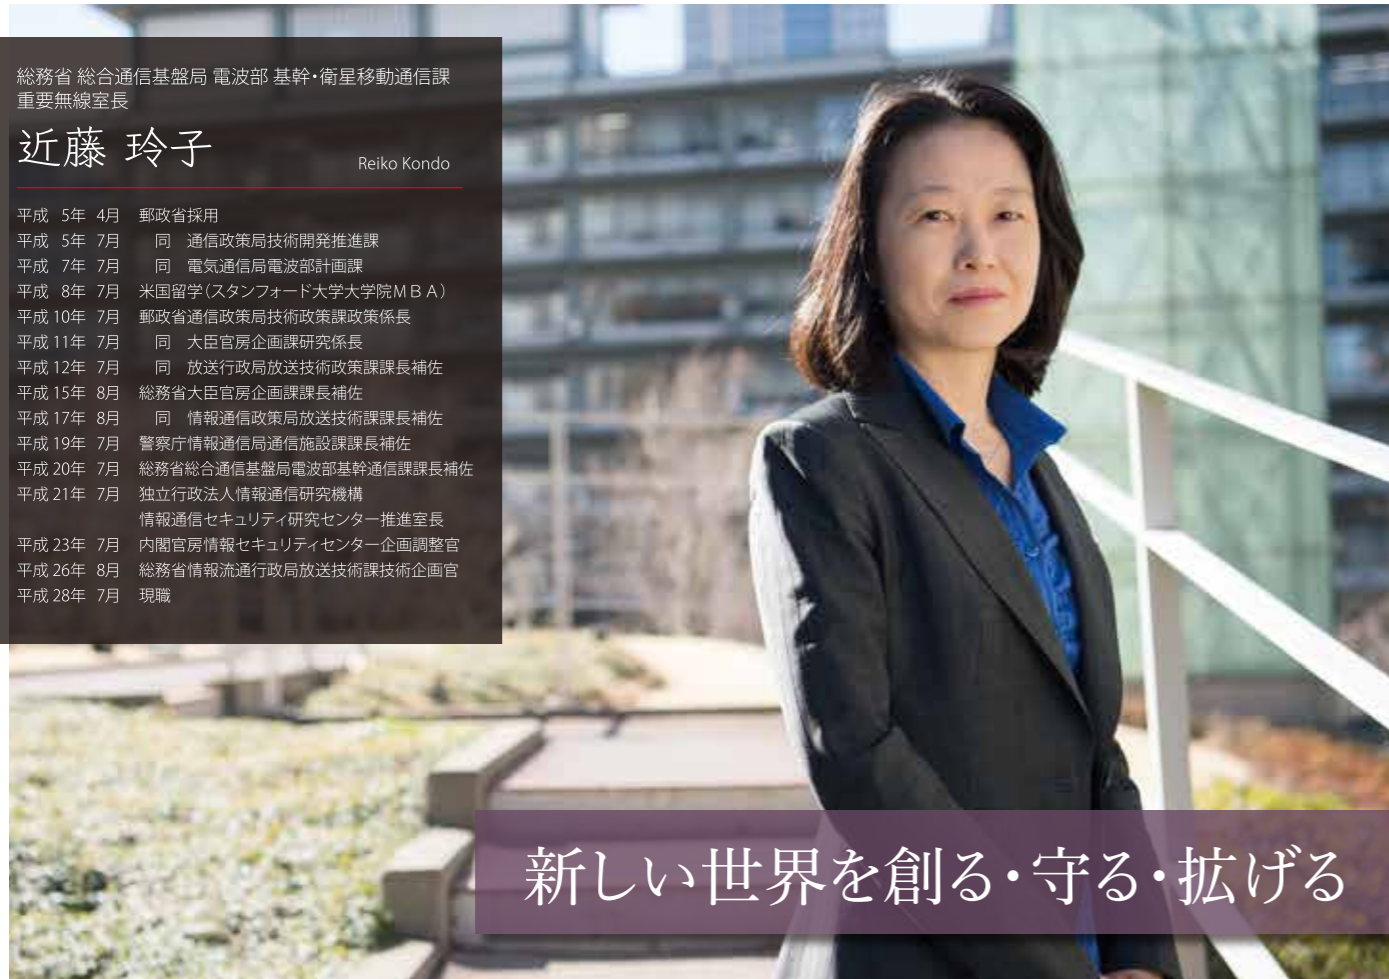 総務省 総合通信基盤局 電波部 基幹・衛星移動通信課
重要無線室長
近藤 玲子 Reiko Kondo
平成 5年 4月 郵政省採用
平成 5年 7月 同 通信政策局技術開発推進課
平成 7年 7月 同 電気通信局電波部計画課
平成 8年 7月 米国留学(スタンフォード大学大学院MBA)
平成 10年 7月 郵政省通信政策局技術政策課政策係長
平成 11年 7月 同 大臣官房企画課研究係長
平成 12年 7月 同 放送行政局放送技術政策課課長補佐
平成 15年 8月 総務省大臣官房企画課課長補佐
平成 17年 8月 同 情報通信政策局放送技術課課長補佐
平成 19年 7月 警察庁情報通信局通信施設課課長補佐
平成 20年 7月 総務省総合通信基盤局電波部基幹通信課課長補佐
平成 21年 7月 独立行政法人情報通信研究機構
情報通信セキュリティ研究センター推進室長
平成 23年 7月 内閣官房情報セキュリティセンター企画調整官
平成 26年 8月 総務省情報流通行政局放送技術課技術企画官
平成 28年 7月 現職
新しい世界を創る・守る・拡げる